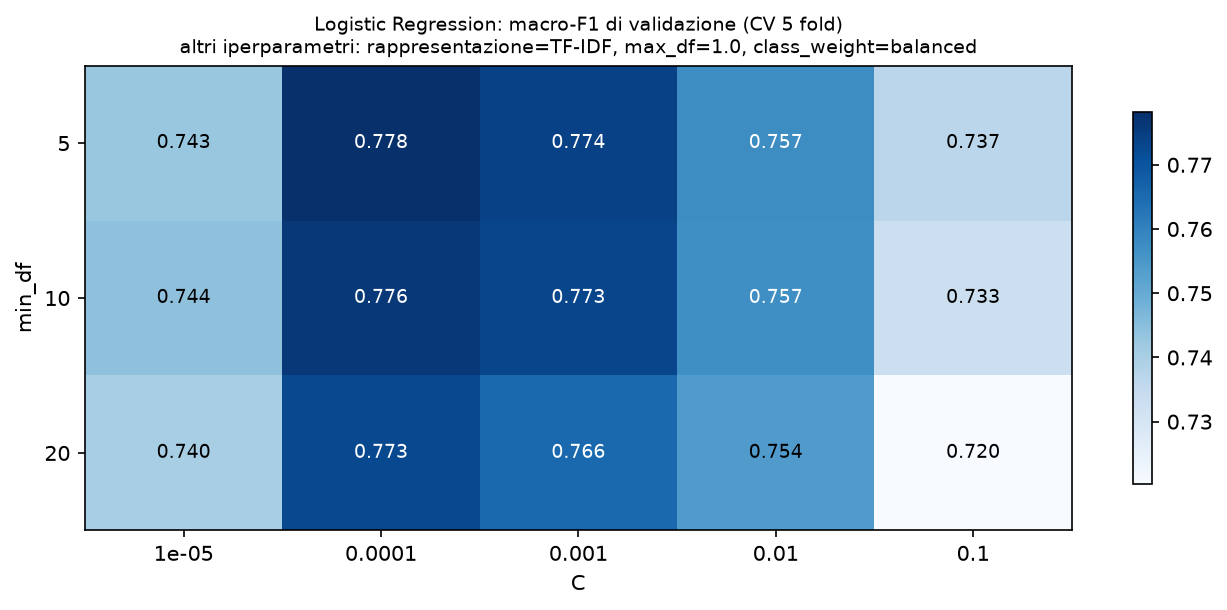 Logistic Regression: macro-F1 di validazione (CV 5 fold)
altri iperparametri: rappresentazione=TF-IDF, max_df=1.0, class_weight=balanced
min_df
5
0.743 0.778 0.774 0.757 0.737
10
0.744 0.776 0.773 0.757 0.733
20
0.740 0.773 0.766 0.754 0.720
1e-05 0.0001 0.001 0.01 0.1
C
0.77
0.76
0.75
0.74
0.73